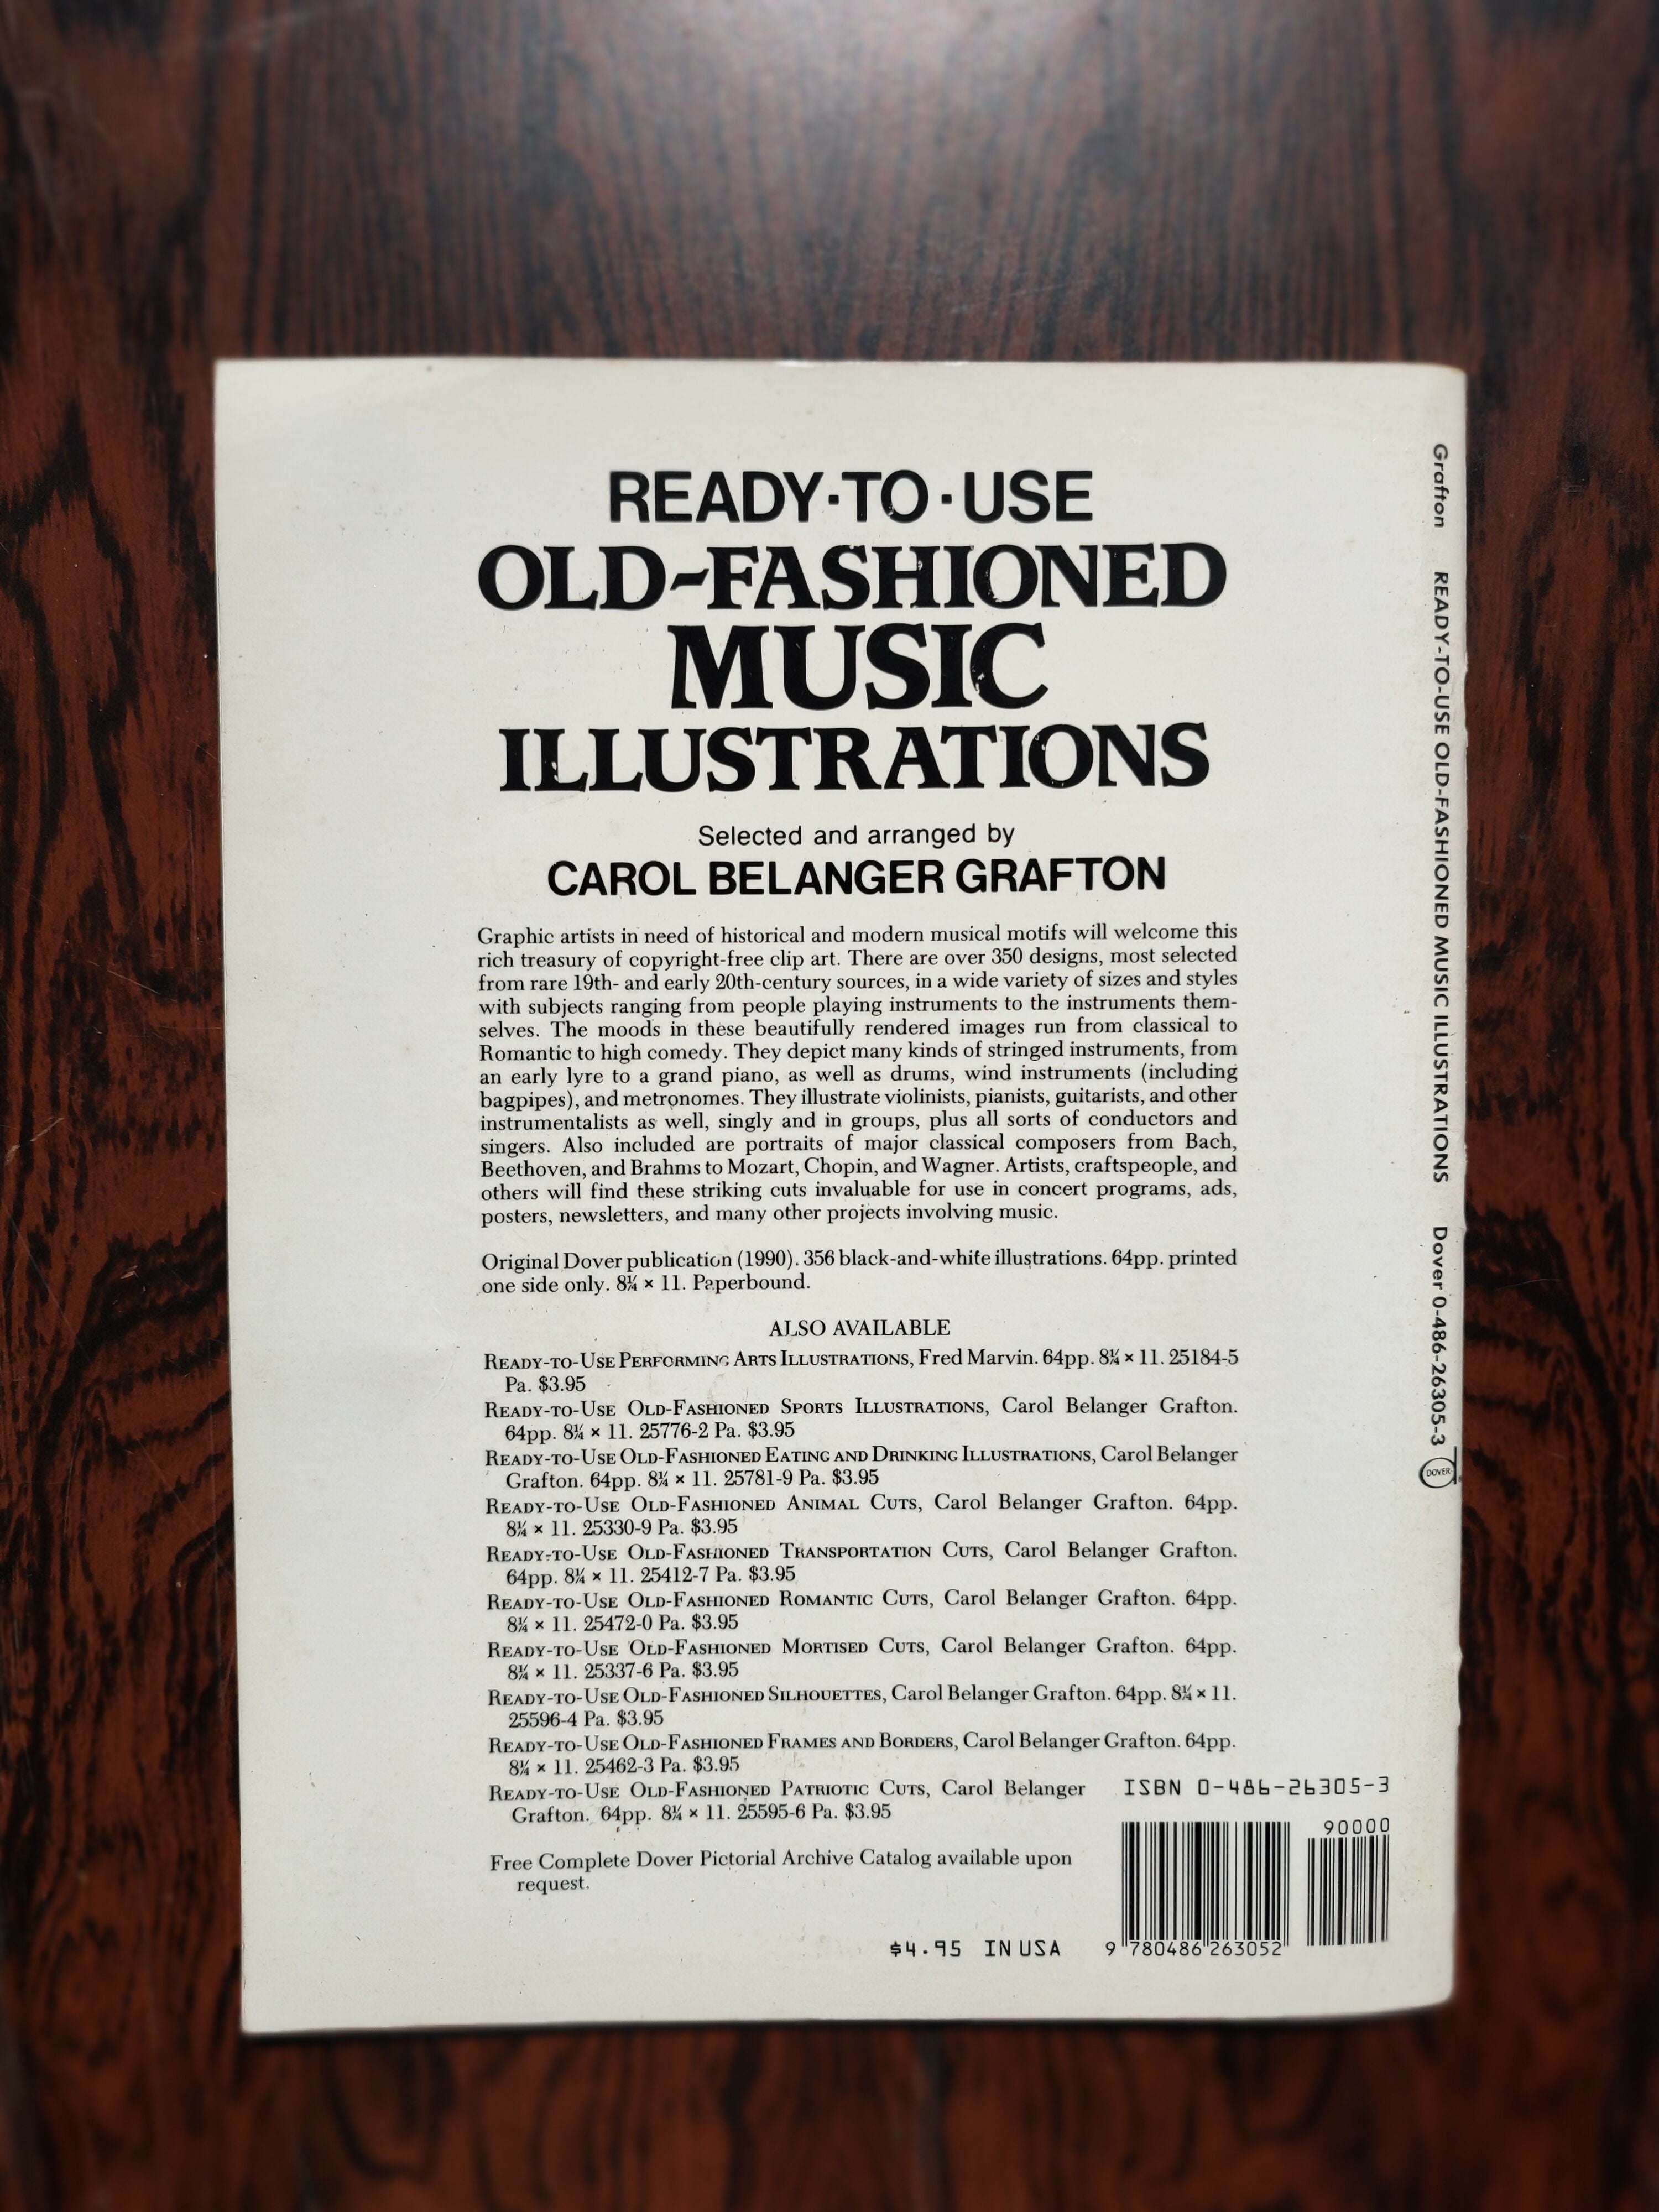 READY·TO·USE
OLD-FASHIONED
MUSIC
ILLUSTRATIONS
Selected and arranged by
CAROL BELANGER GRAFTON
Graphic artists in need of historical and modern musical motifs will welcome this
rich treasury of copyright-free clip art. There are over 350 designs, most selected
from rare 19th- and early 20th-century sources, in a wide variety of sizes and styles
with subjects ranging from people playing instruments to the instruments them-
selves. The moods in these beautifully rendered images run from classical to
Romantic to high comedy. They depict many kinds of stringed instruments, from
an early lyre to a grand piano, as well as drums, wind instruments (including
bagpipes), and metronomes. They illustrate violinists, pianists, guitarists, and other
instrumentalists as well, singly and in groups, plus all sorts of conductors and
singers. Also included are portraits of major classical composers from Bach,
Beethoven, and Brahms to Mozart, Chopin, and Wagner. Artists, craftspeople, and
others will find these striking cuts invaluable for use in concert programs, ads,
posters, newsletters, and many other projects involving music.
Original Dover publication (1990). 356 black-and-white illustrations. 64pp. printed
one side only. 8¼ × 11. Paperbound.
ALSO AVAILABLE
READY-TO-USE PERFORMING ARTS ILLUSTRATIONS, Fred Marvin. 64pp. 8¼ × 11. 25184-5
Pa. $3.95
READY-TO-USE OLD-FASHIONED SPORTS ILLUSTRATIONS, Carol Belanger Grafton.
64pp. 8¼ × 11. 25776-2 Pa. $3.95
READY-TO-USE OLD-FASHIONED EATING AND DRINKING ILLUSTRATIONS, Carol Belanger
Grafton. 64pp. 8¼ × 11. 25781-9 Pa. $3.95
READY-TO-USE OLD-FASHIONED ANIMAL CUTS, Carol Belanger Grafton. 64pp.
8¼ × 11. 25330-9 Pa. $3.95
READY-TO-USE OLD-FASHIONED TRANSPORTATION CUTS, Carol Belanger Grafton.
64pp. 8¼ × 11. 25412-7 Pa. $3.95
READY-TO-USE OLD-FASHIONED ROMANTIC CUTS, Carol Belanger Grafton. 64pp.
8¼ × 11. 25472-0 Pa. $3.95
READY-TO-USE OLD-FASHIONED MORTISED CUTS, Carol Belanger Grafton. 64pp.
8¼ × 11. 25337-6 Pa. $3.95
READY-TO-USE OLD-FASHIONED SILHOUETTES, Carol Belanger Grafton. 64pp. 8¼ × 11.
25596-4 Pa. $3.95
READY-TO-USE OLD-FASHIONED FRAMES AND BORDERS, Carol Belanger Grafton. 64pp.
8¼ × 11. 25462-3 Pa. $3.95
READY-TO-USE OLD-FASHIONED PATRIOTIC CUTS, Carol Belanger
Grafton. 64pp. 8¼ × 11. 25595-6 Pa. $3.95
Free Complete Dover Pictorial Archive Catalog available upon
request.
$4.95 IN USA
ISBN 0-486-26305-3
90000
9 780486 263052
Grafton READY-TO-USE OLD-FASHIONED MUSIC ILLUSTRATIONS Dover 0-486-26305-3
DOVER